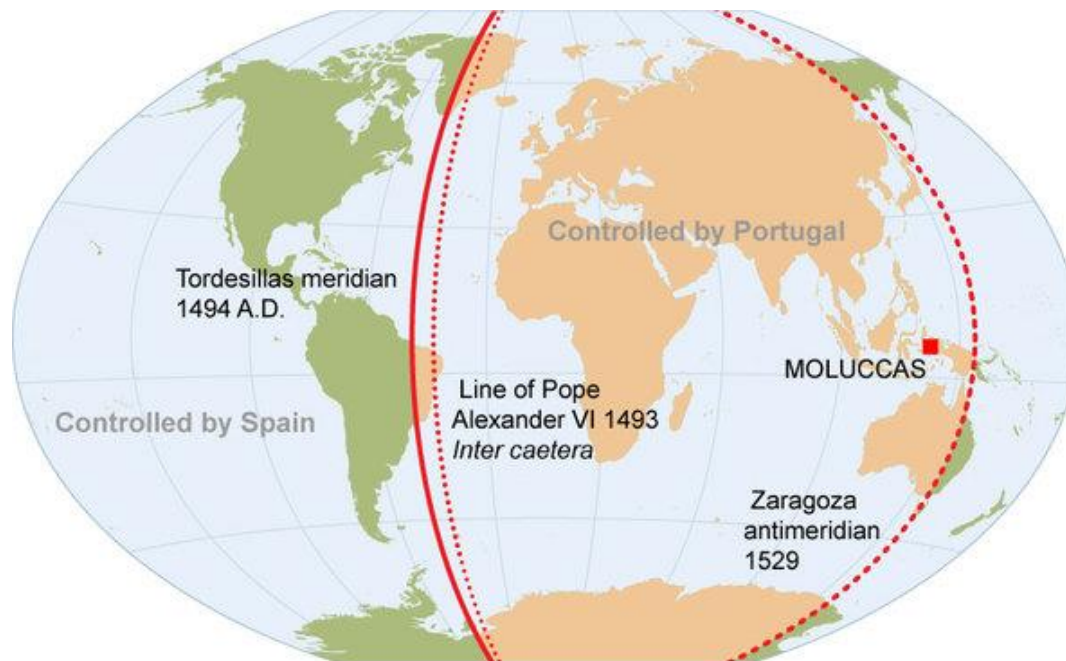 Controlled by Portugal
Tordesillas meridian
1494 A.D.
MOLUCCAS
Line of Pope
Alexander VI 1493
Inter caetera
Controlled by Spain
Zaragoza
antimeridian
1529